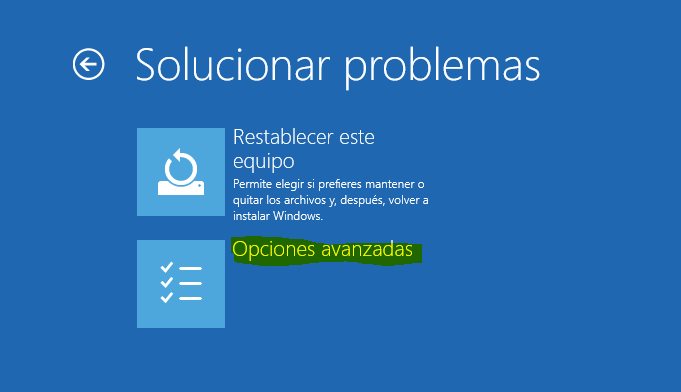 Solucionar problemas
Restablecer este
equipo
Permite elegir si prefieres mantener o
quitar los archivos y, después, volver a
instalar Windows.
Opciones avanzadas